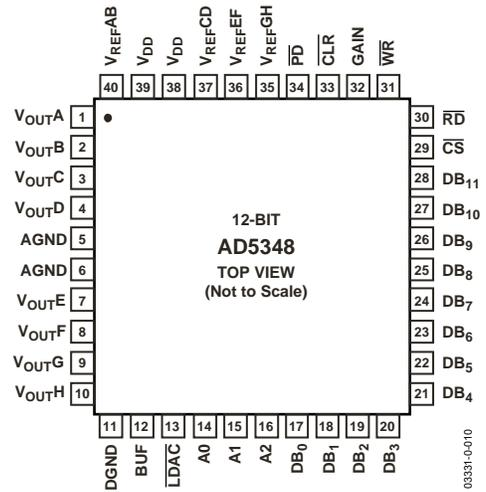 VREFAB
VDD
VDD
VREFCD
VREFEF
VREFGH
PD
CLR
GAIN
WR
40 39 38 37 36 35 34 33 32 31
VOUTA 1
VOUTB 2
VOUTC 3
VOUTD 4
AGND 5
AGND 6
VOUTE 7
VOUTF 8
VOUTG 9
VOUTH 10
12-BIT
AD5348
TOP VIEW
(Not to Scale)
30 RD
29 CS
28 DB11
27 DB10
26 DB9
25 DB8
24 DB7
23 DB6
22 DB5
21 DB4
11 12 13 14 15 16 17 18 19 20
DGND
BUF
LDAC
A0
A1
A2
DB0
DB1
DB2
DB3
03331-0-010